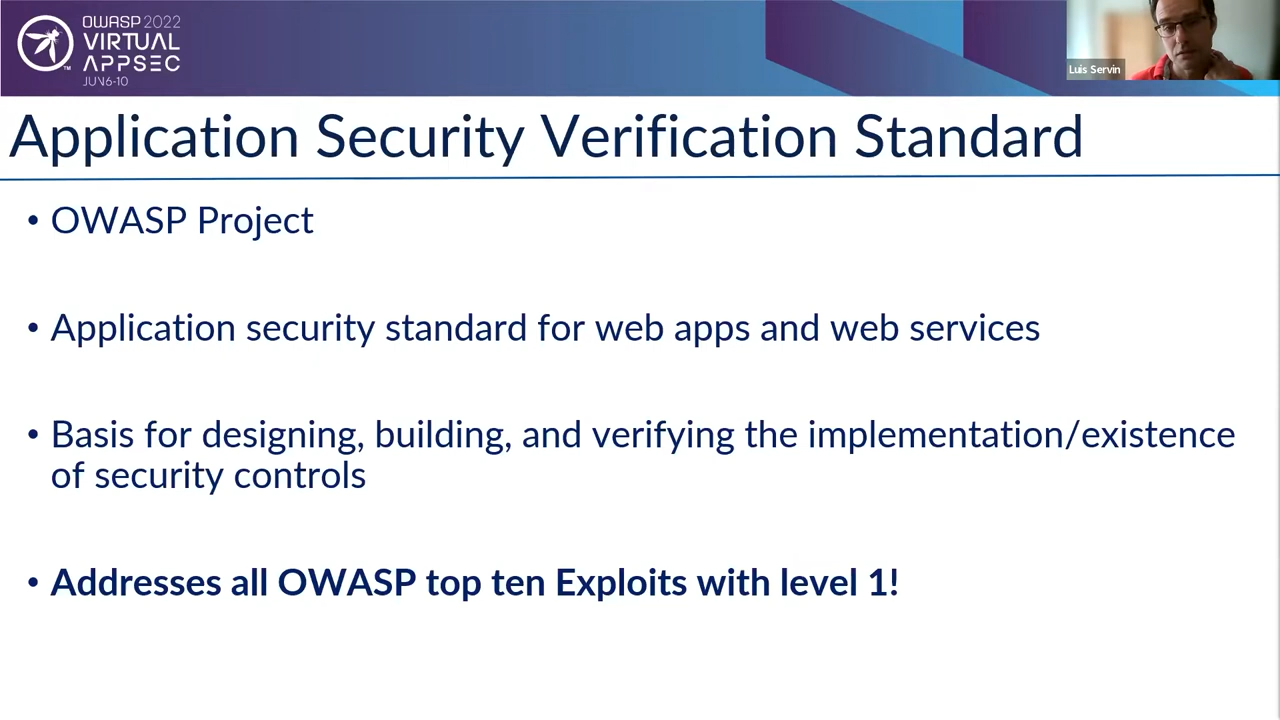 OWASP 2022
VIRTUAL
APPSEC
JUN 6-10
Luis Servin
Application Security Verification Standard
• OWASP Project
• Application security standard for web apps and web services
• Basis for designing, building, and verifying the implementation/existence
of security controls
• Addresses all OWASP top ten Exploits with level 1!